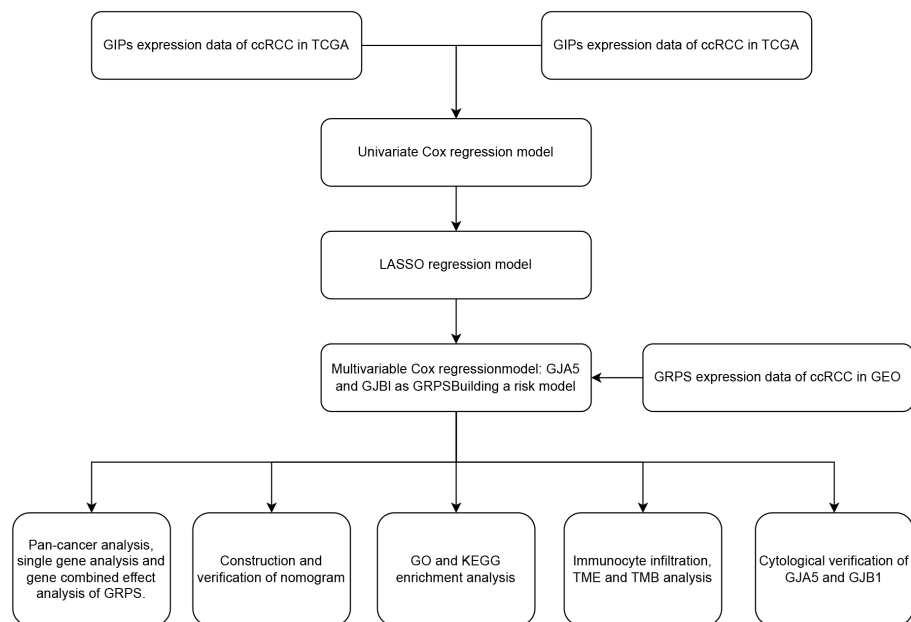 GIPs expression data of ccRCC in TCGA
GIPs expression data of ccRCC in TCGA
Univariate Cox regression model
LASSO regression model
Multivariable Cox regressionmodel: GJA5
and GJBI as GRPSBuilding a risk model
GRPS expression data of ccRCC in GEO
Pan-cancer analysis,
single gene analysis and
gene combined effect
analysis of GRPS.
Construction and
verification of nomogram
GO and KEGG
enrichment analysis
Immunocyte infiltration,
TME and TMB analysis
Cytological verification of
GJA5 and GJB1